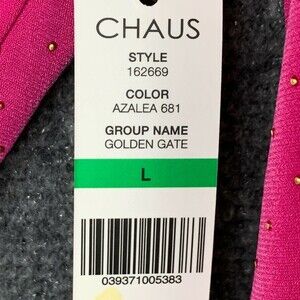 CHAUS
STYLE
162669
COLOR
AZALEA 681
GROUP NAME
GOLDEN GATE
L
039371005383